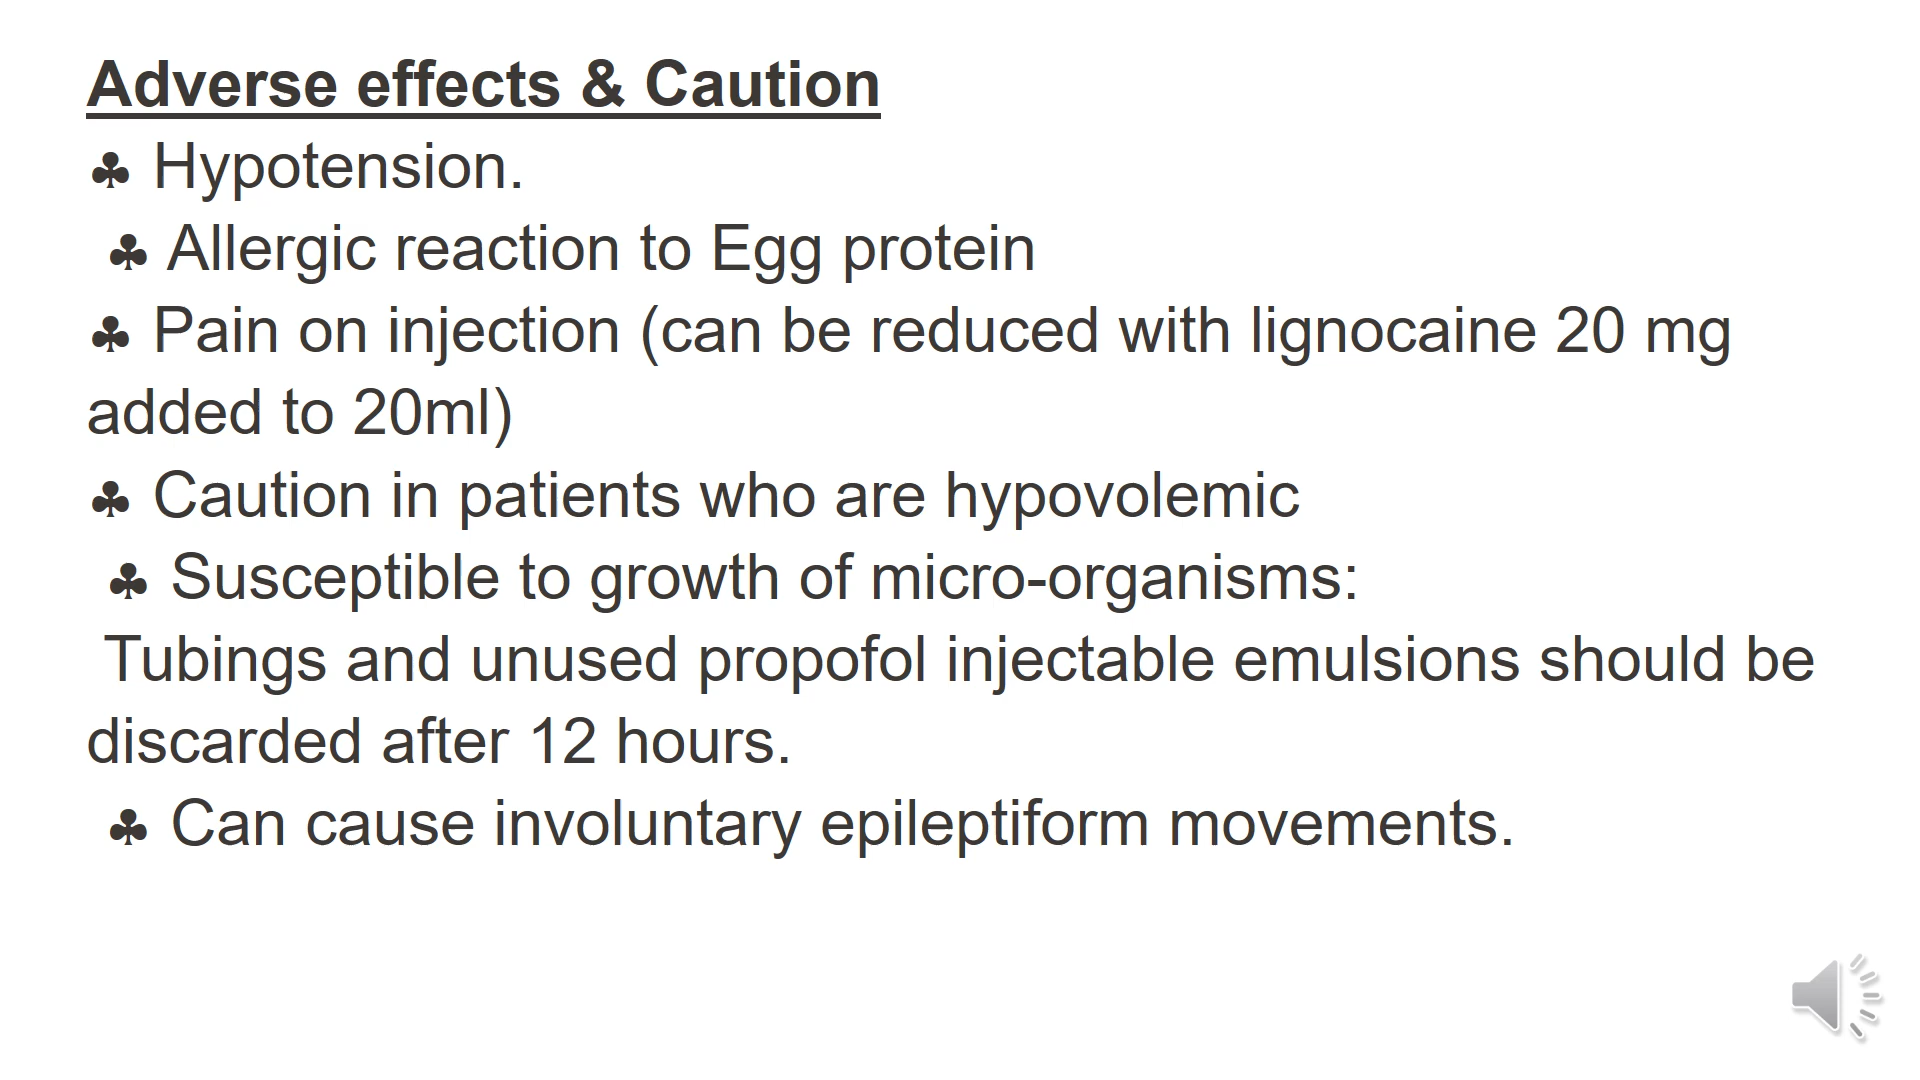 Adverse effects & Caution
♣ Hypotension.
♣ Allergic reaction to Egg protein
♣ Pain on injection (can be reduced with lignocaine 20 mg
added to 20ml)
♣ Caution in patients who are hypovolemic
♣ Susceptible to growth of micro-organisms:
Tubings and unused propofol injectable emulsions should be
discarded after 12 hours.
♣ Can cause involuntary epileptiform movements.